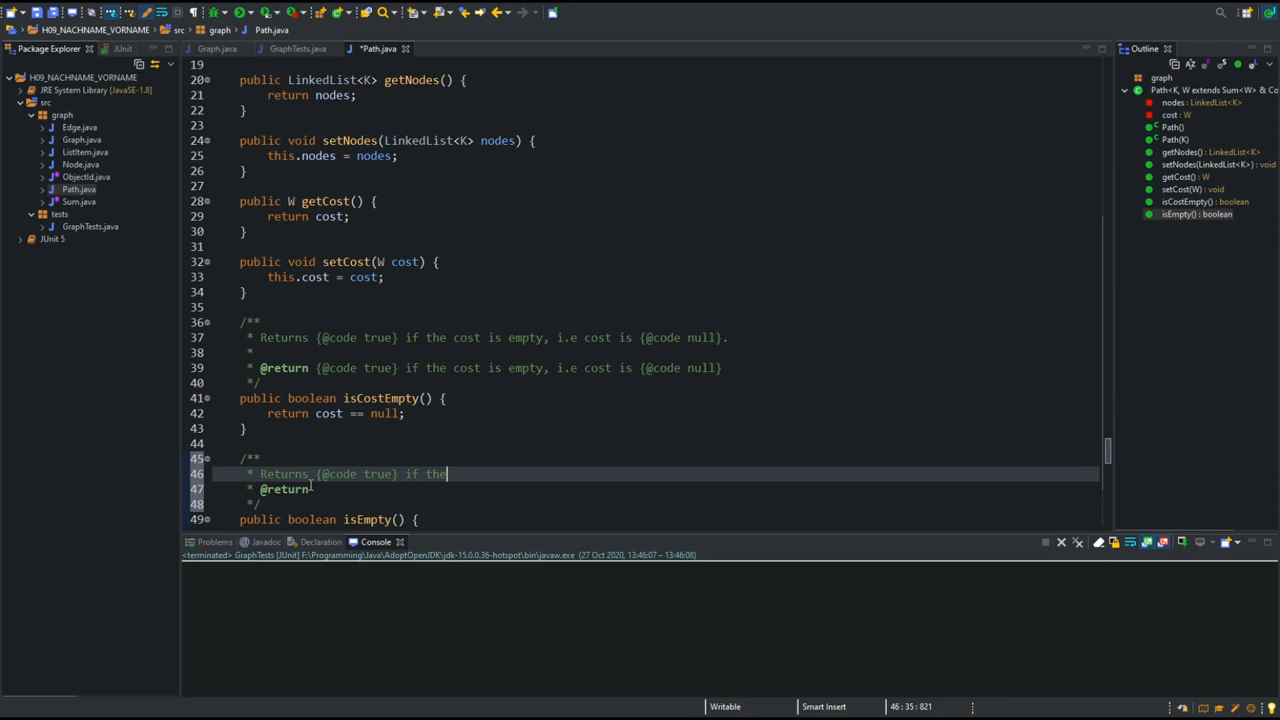 H09_NACHNAME_VORNAME src graph Path.java
Package Explorer JUnit
Graph.java GraphTests.java *Path.java
Outline
H09_NACHNAME_VORNAME
JRE System Library [JavaSE-1.8]
src
graph
Edge.java
Graph.java
ListItem.java
Node.java
ObjectId.java
Path.java
Sum.java
tests
GraphTests.java
JUnit 5
19
20 public LinkedList<K> getNodes() {
21 return nodes;
22 }
23
24 public void setNodes(LinkedList<K> nodes) {
25 this.nodes = nodes;
26 }
27
28 public W getCost() {
29 return cost;
30 }
31
32 public void setCost(W cost) {
33 this.cost = cost;
34 }
35
36 /**
37 * Returns {@code true} if the cost is empty, i.e cost is {@code null}.
38 *
39 * @return {@code true} if the cost is empty, i.e cost is {@code null}
40 */
41 public boolean isCostEmpty() {
42 return cost == null;
43 }
44
45 /**
46 * Returns {@code true} if the
47 * @return
48 */
49 public boolean isEmpty() {
graph
Path<K, W extends Sum<W> & Co
nodes : LinkedList<K>
cost : W
Path()
Path(K)
getNodes() : LinkedList<K>
setNodes(LinkedList<K>) : void
getCost() : W
setCost(W) : void
isCostEmpty() : boolean
isEmpty() : boolean
Problems Javadoc Declaration Console
<terminated> GraphTests [JUnit] F:\Programming\Java\AdoptOpenJDK\jdk-15.0.0.36-hotspot\bin\javaw.exe (27 Oct 2020, 13:46:07 – 13:46:08)
Writable Smart Insert 46 : 35 : 821